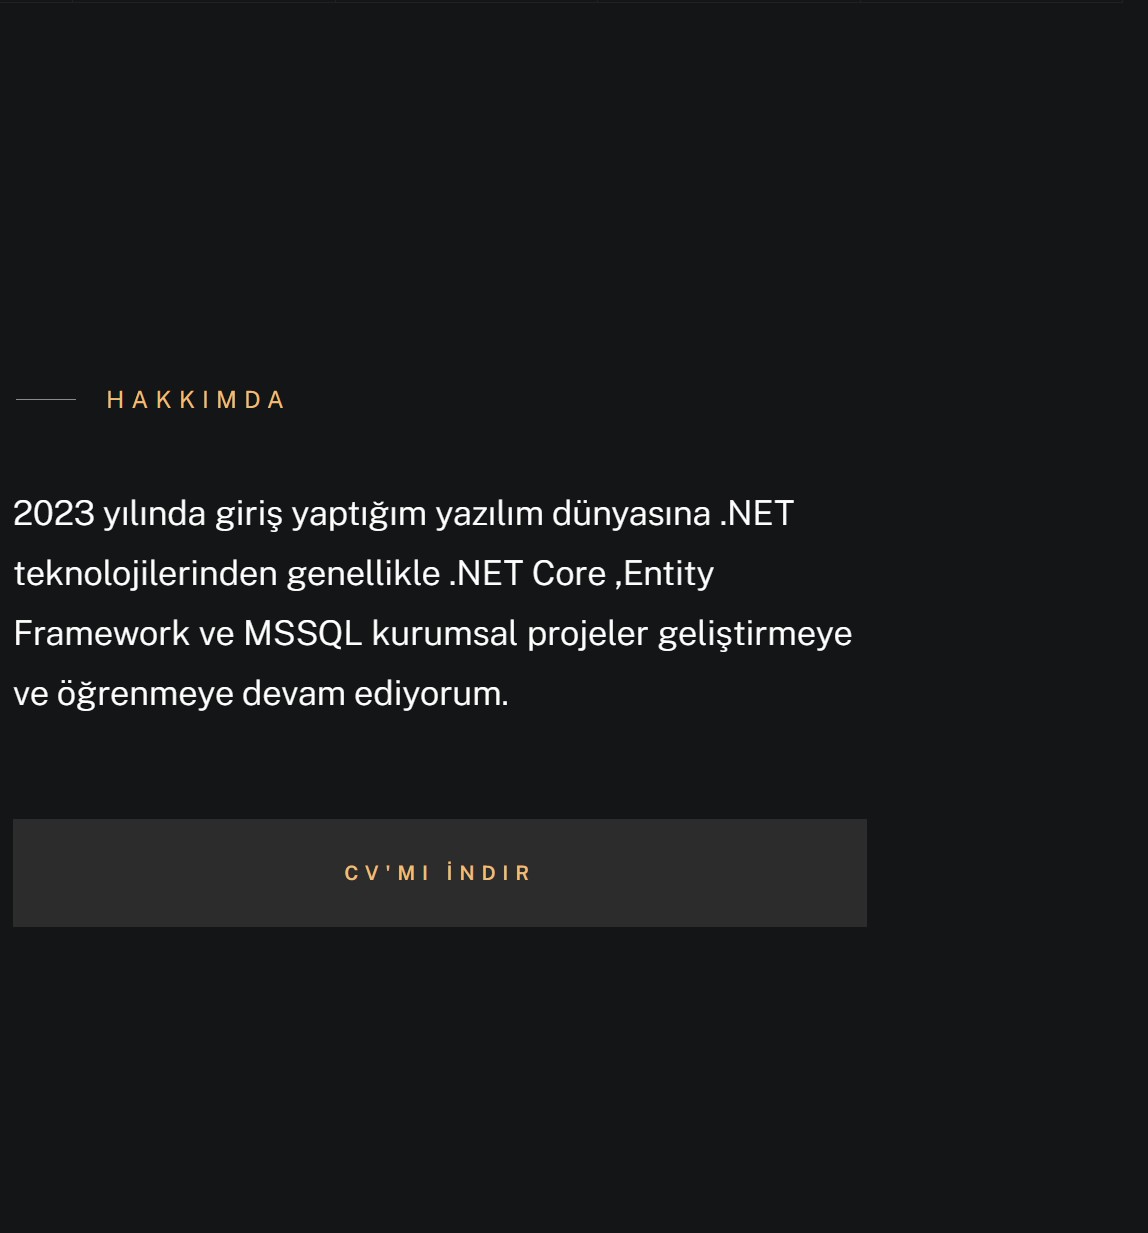 HAKKIMDA
2023 yılında giriş yaptığım yazılım dünyasına .NET
teknolojilerinden genellikle .NET Core ,Entity
Framework ve MSSQL kurumsal projeler geliştirmeye
ve öğrenmeye devam ediyorum.
CV'MI İNDIR